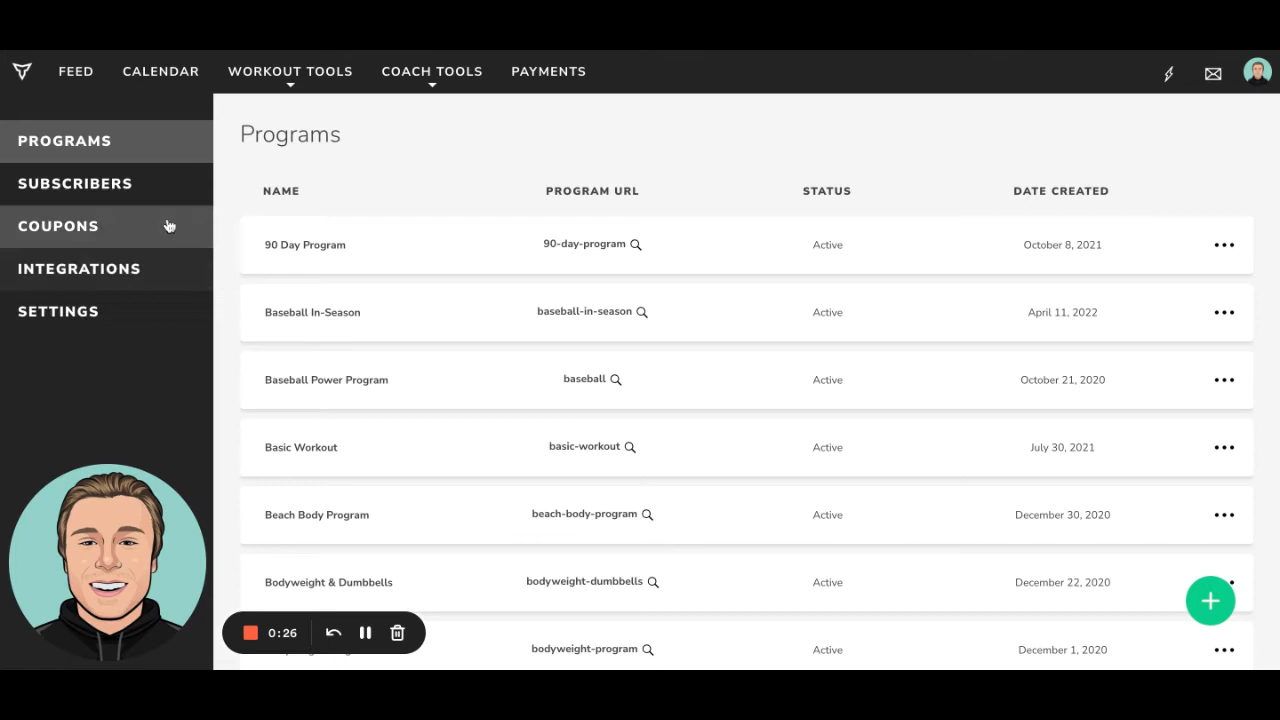 FEED CALENDAR WORKOUT TOOLS COACH TOOLS PAYMENTS
PROGRAMS
SUBSCRIBERS
COUPONS
INTEGRATIONS
SETTINGS
Programs
NAME PROGRAM URL STATUS DATE CREATED
90 Day Program 90-day-program Active October 8, 2021
Baseball In-Season baseball-in-season Active April 11, 2022
Baseball Power Program baseball Active October 21, 2020
Basic Workout basic-workout Active July 30, 2021
Beach Body Program beach-body-program Active December 30, 2020
Bodyweight & Dumbbells bodyweight-dumbbells Active December 22, 2020
bodyweight-program Active December 1, 2020
0:26